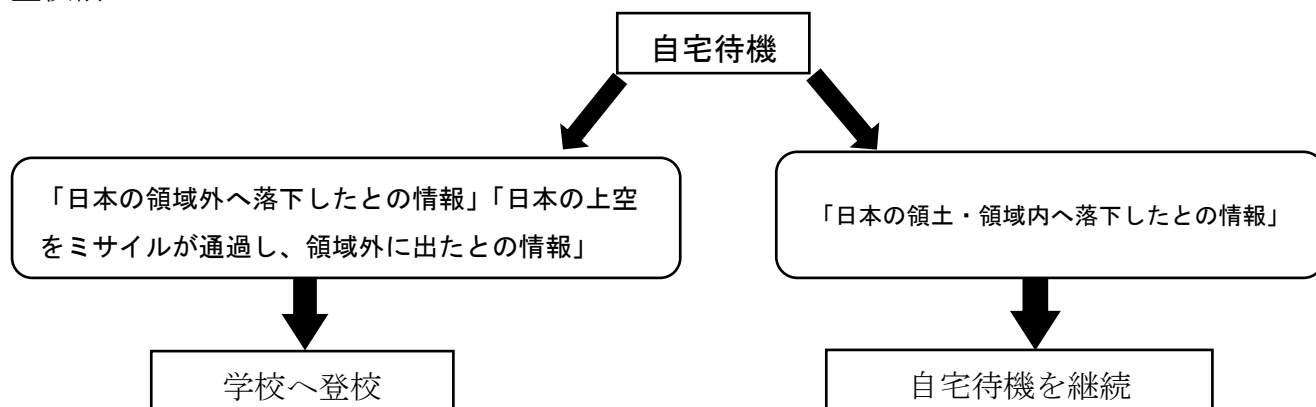 自宅待機
「日本の領域外へ落下したとの情報」「日本の上空
をミサイルが通過し、領域外に出たとの情報」
「日本の領土・領域内へ落下したとの情報」
学校へ登校
自宅待機を継続